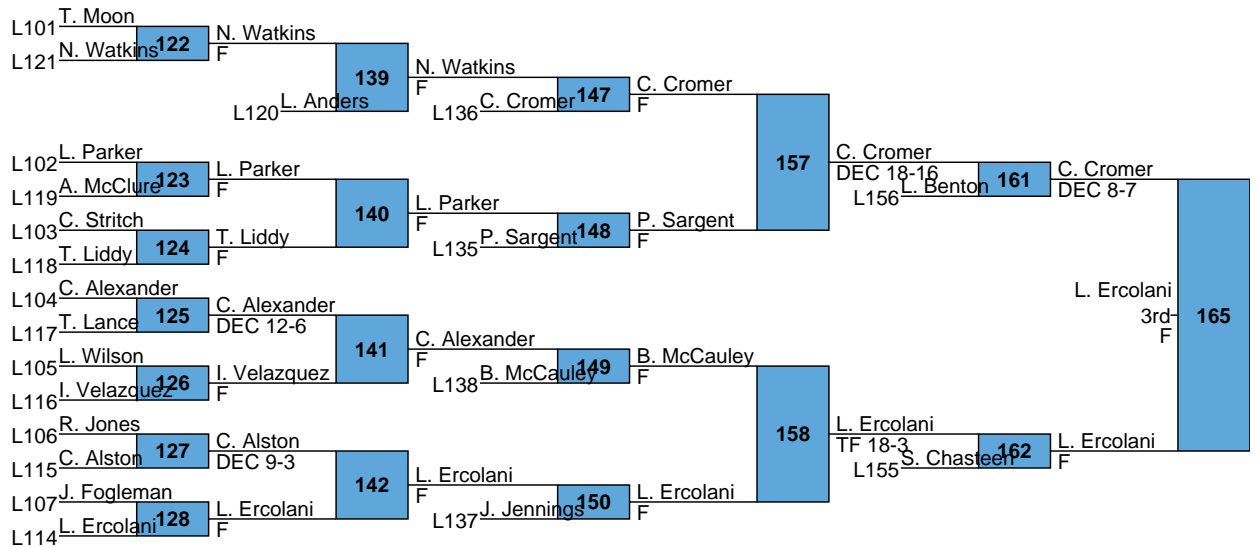 L101 T. Moon
122
L121 N. Watkins
N. Watkins
F
139
L120 L. Anders
N. Watkins
F
147
L136 C. Cromer
C. Cromer
F
L102 L. Parker
123
L119 A. McClure
L. Parker
F
140
L103 C. Stritch
124
L118 T. Liddy
T. Liddy
F
L. Parker
F
148
L135 P. Sargent
P. Sargent
F
157
C. Cromer
DEC 18-16
161
L156 L. Benton
C. Cromer
DEC 8-7
L104 C. Alexander
125
L117 T. Lance
C. Alexander
DEC 12-6
141
L105 L. Wilson
126
L116 I. Velazquez
I. Velazquez
F
C. Alexander
F
149
L138 B. McCauley
B. McCauley
F
L106 R. Jones
127
L115 C. Alston
C. Alston
DEC 9-3
142
L107 J. Fogleman
128
L114 L. Ercolani
L. Ercolani
F
L. Ercolani
F
150
L137 J. Jennings
L. Ercolani
F
158
L. Ercolani
TF 18-3
162
L155 S. Chasteen
L. Ercolani
F
165
L. Ercolani
3rd
F